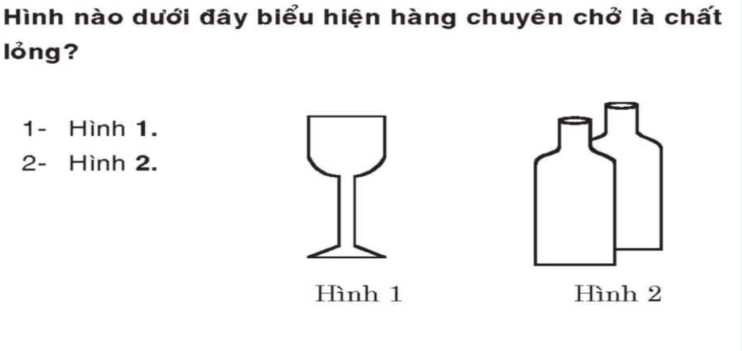 Hình nào dưới đây biểu hiện hàng chuyên chở là chất
lỏng?
1- Hình 1.
2- Hình 2.
Hình 1
Hình 2